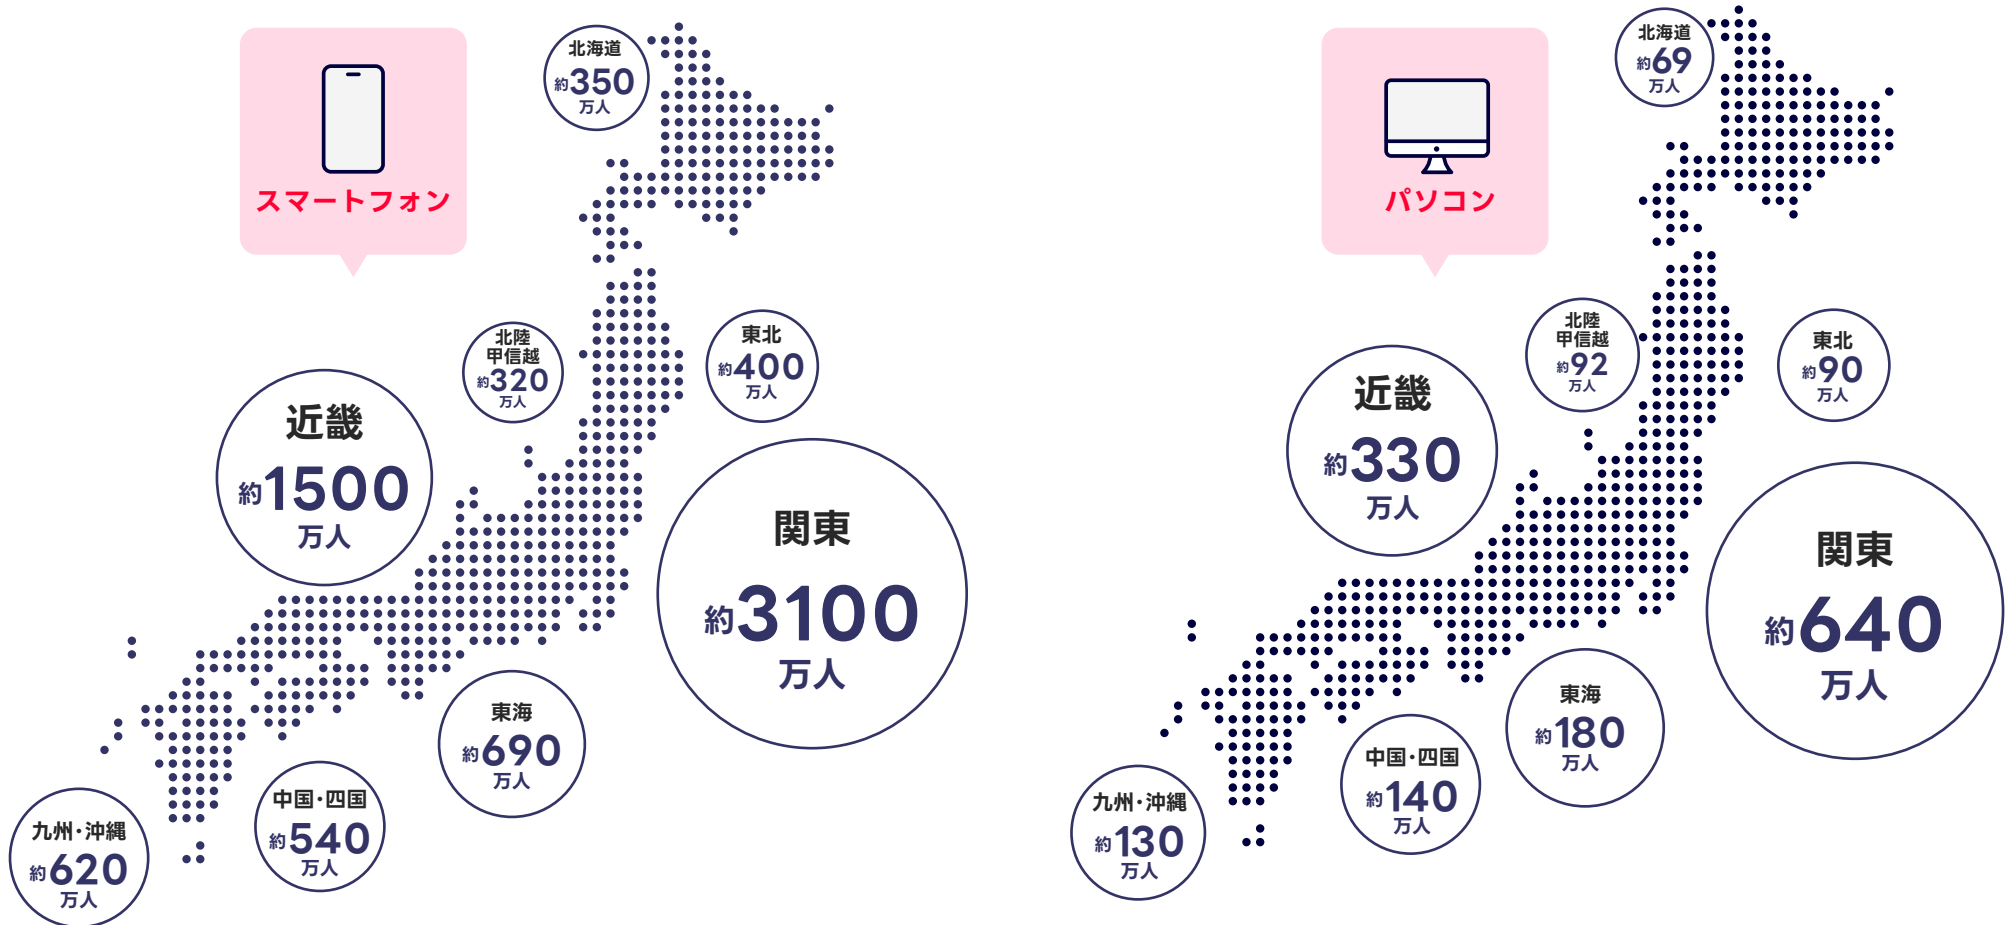 スマートフォン
北海道
約350
万人
北陸
甲信越
約320
万人
東北
約400
万人
近畿
約1500
万人
関東
約3100
万人
東海
約690
万人
中国・四国
約540
万人
九州・沖縄
約620
万人
パソコン
北海道
約69
万人
北陸
甲信越
約92
万人
東北
約90
万人
近畿
約330
万人
関東
約640
万人
東海
約180
万人
中国・四国
約140
万人
九州・沖縄
約130
万人